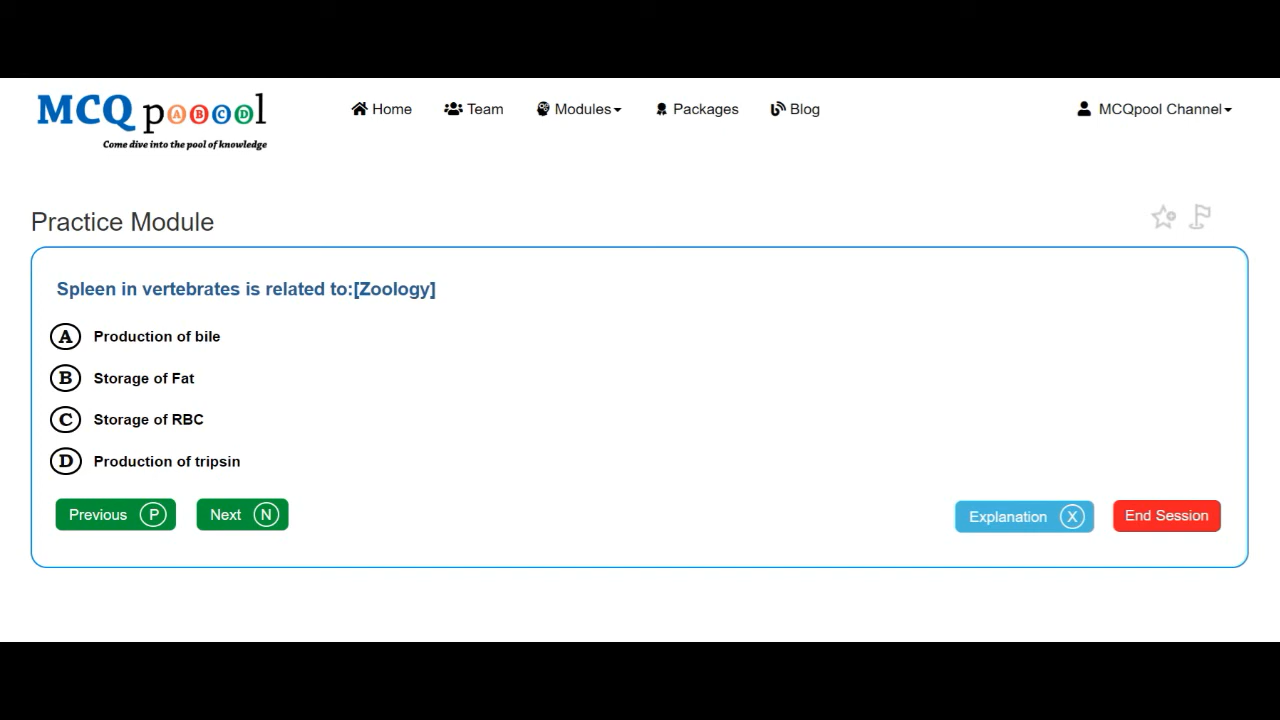 MCQ pABCDl
Come dive into the pool of knowledge
Home Team Modules Packages Blog MCQpool Channel
Practice Module
Spleen in vertebrates is related to:[Zoology]
A Production of bile
B Storage of Fat
C Storage of RBC
D Production of tripsin
Previous P Next N Explanation X End Session